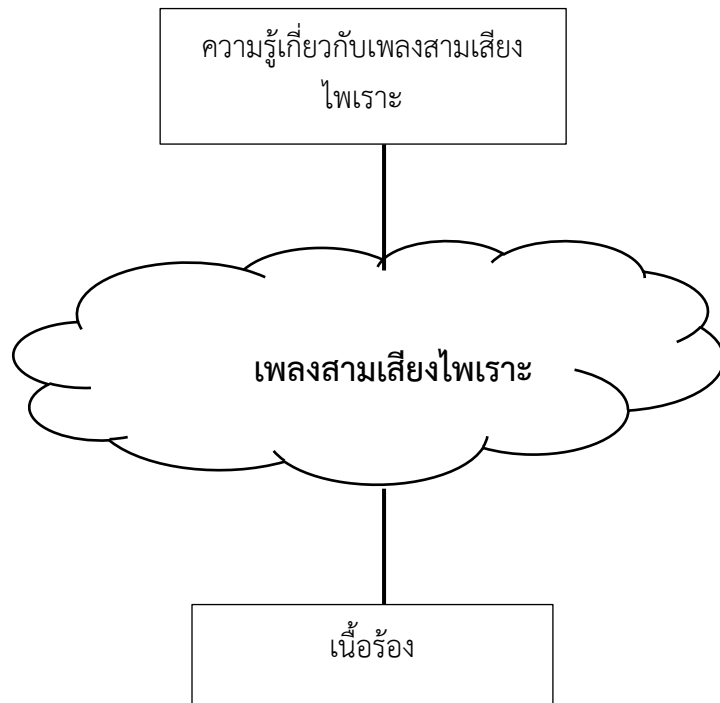 ความรู้เกี่ยวกับเพลงสามเสียง
ไพเราะ
เพลงสามเสียงไพเราะ
เนื้อร้อง